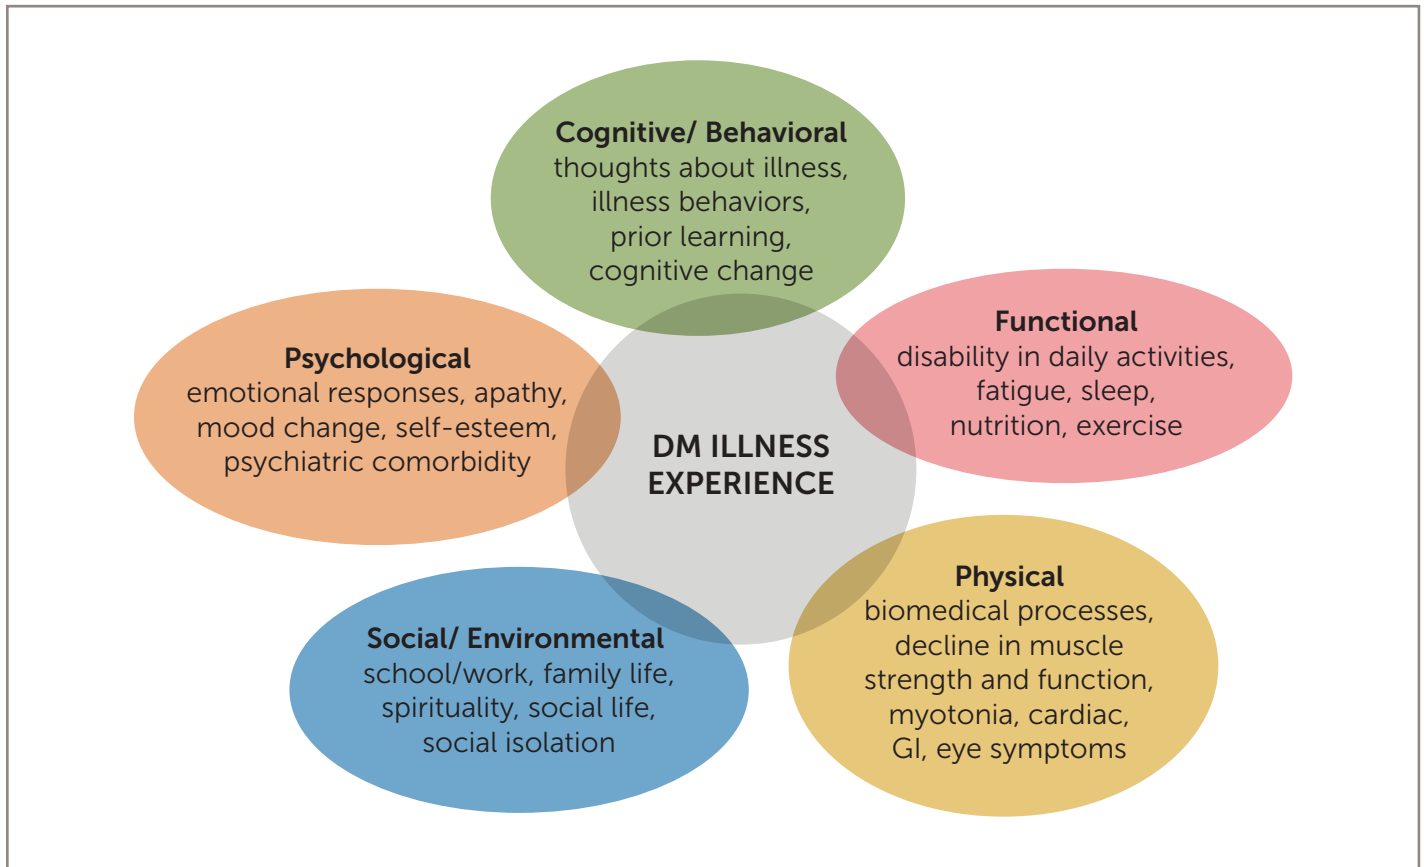 Cognitive/ Behavioral
thoughts about illness,
illness behaviors,
prior learning,
cognitive change
Functional
disability in daily activities,
fatigue, sleep,
nutrition, exercise
Psychological
emotional responses, apathy,
mood change, self-esteem,
psychiatric comorbidity
DM ILLNESS
EXPERIENCE
Physical
biomedical processes,
decline in muscle
strength and function,
myotonia, cardiac,
GI, eye symptoms
Social/ Environmental
school/work, family life,
spirituality, social life,
social isolation